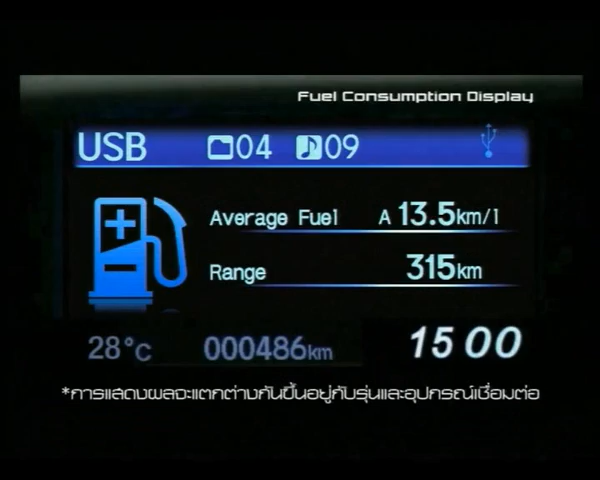 Fuel Consumption Display
USB 04 09
Average Fuel A 13.5km/l
Range 315km
28°C 000486km 15 00
*การแสดงผลจะแตกต่างกันขึ้นอยู่กับรุ่นและอุปกรณ์เชื่อมต่อ